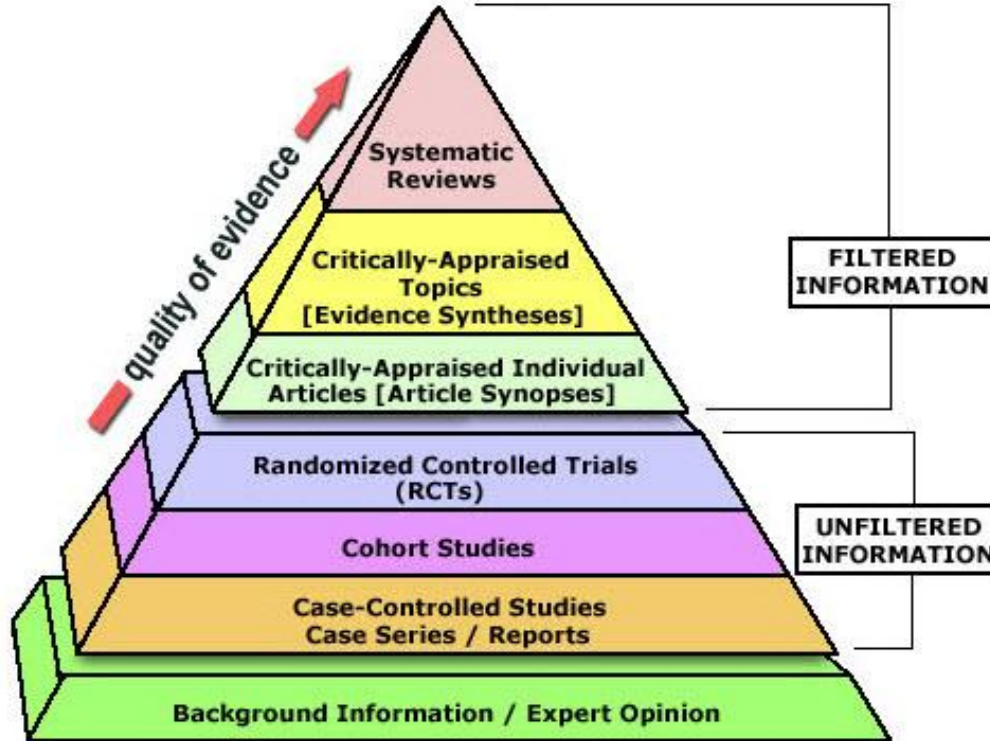 quality of evidence
Systematic
Reviews
Critically-Appraised
Topics
[Evidence Syntheses]
Critically-Appraised Individual
Articles [Article Synopses]
FILTERED
INFORMATION
Randomized Controlled Trials
(RCTs)
Cohort Studies
Case-Controlled Studies
Case Series / Reports
UNFILTERED
INFORMATION
Background Information / Expert Opinion